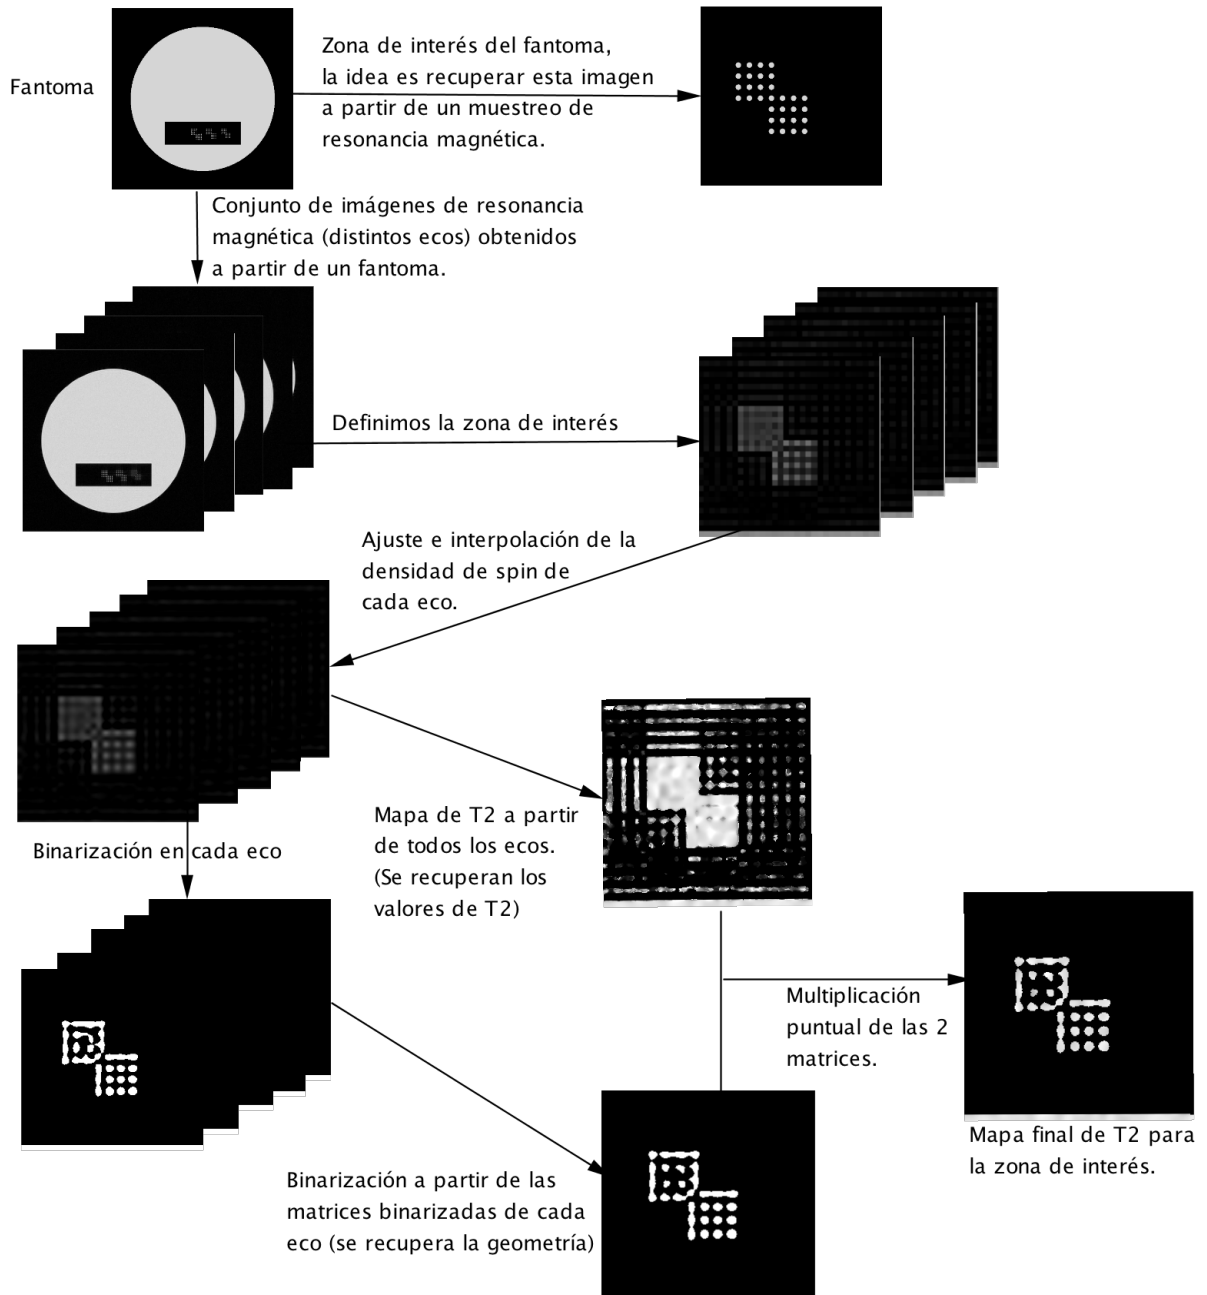 Fantoma
Zona de interés del fantoma,
la idea es recuperar esta imagen
a partir de un muestreo de
resonancia magnética.
Conjunto de imágenes de resonancia
magnética (distintos ecos) obtenidos
a partir de un fantoma.
Definimos la zona de interés
Ajuste e interpolación de la
densidad de spin de
cada eco.
Mapa de T2 a partir
de todos los ecos.
(Se recuperan los
valores de T2)
Binarización en cada eco
Multiplicación
puntual de las 2
matrices.
Mapa final de T2 para
la zona de interés.
Binarización a partir de las
matrices binarizadas de cada
eco (se recupera la geometría)